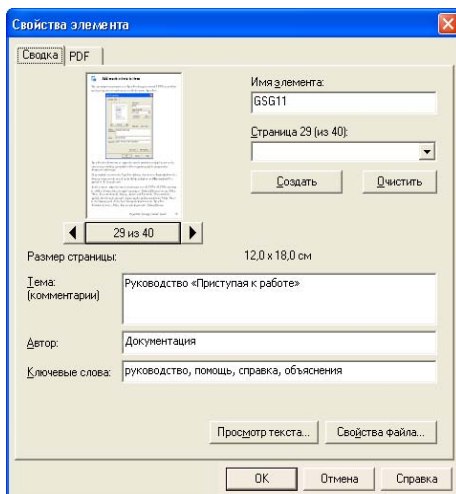 Свойства элемента
Сводка PDF
Имя элемента:
GSG11
Страница 29 (из 40):
Создать Очистить
29 из 40
Размер страницы: 12,0 x 18,0 см
Тема: Руководство «Приступая к работе»
(комментарии)
Автор: Документация
Ключевые слова: руководство, помощь, справка, объяснения
Просмотр текста... Свойства файла...
OK Отмена Справка